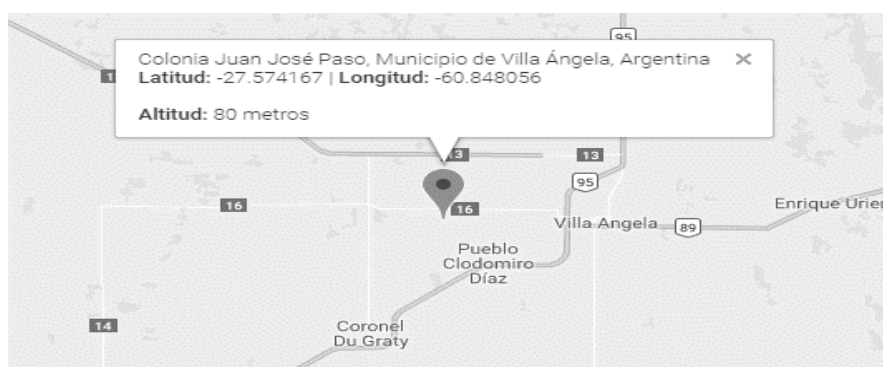 95
Colonia Juan José Paso, Municipio de Villa Ángela, Argentina ×
Latitud: -27.574167 | Longitud: -60.848056
Altitud: 80 metros
13
13
95
16
16
Enrique Urien
Villa Angela
89
Pueblo
Clodomiro
Díaz
14
Coronel
Du Graty